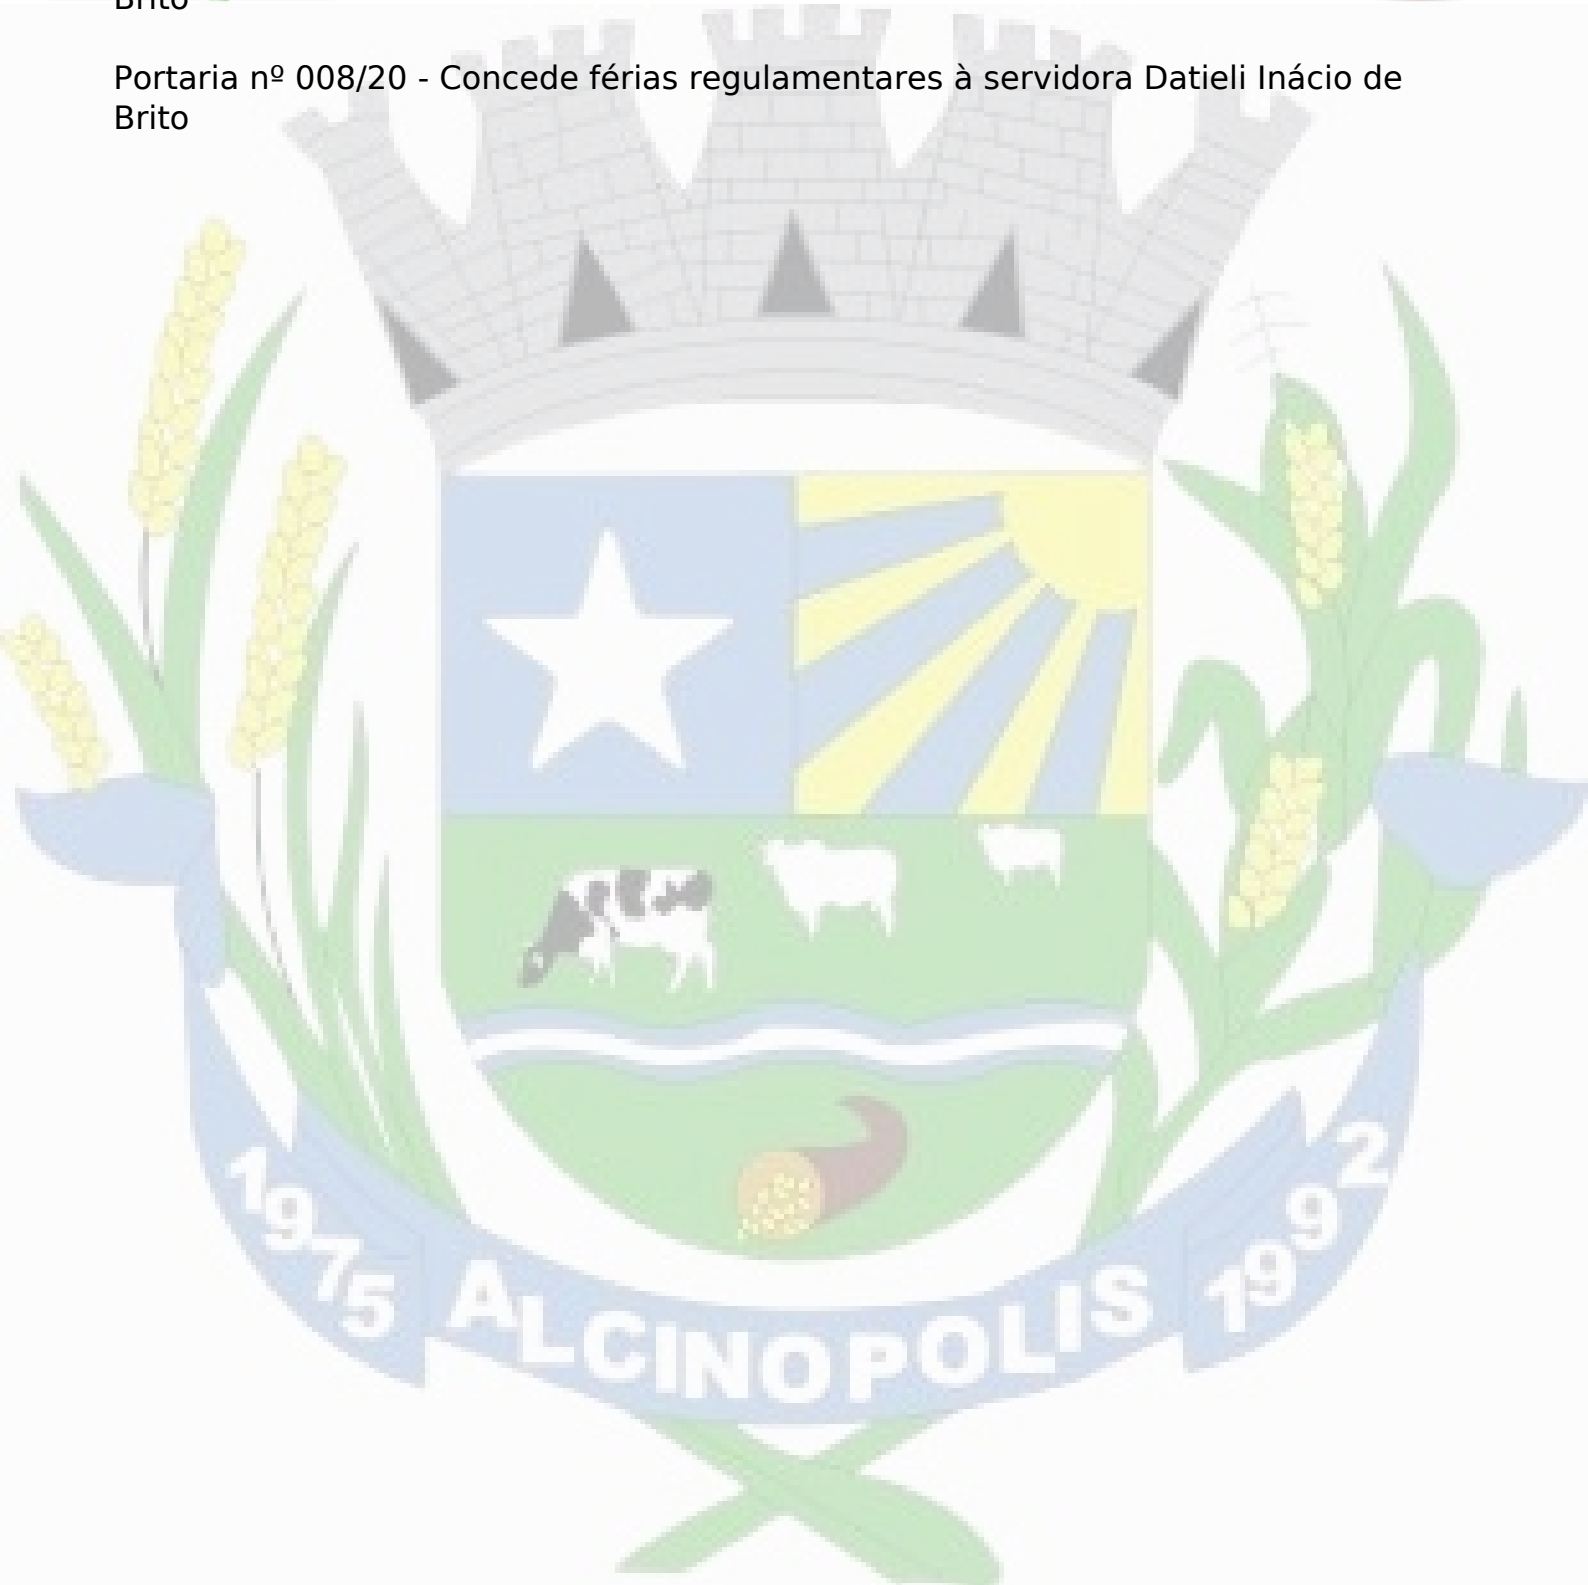 Brito
Portaria nº 008/20 - Concede férias regulamentares à servidora Datieli Inácio de
Brito
1975
ALCINOPOLIS
1992